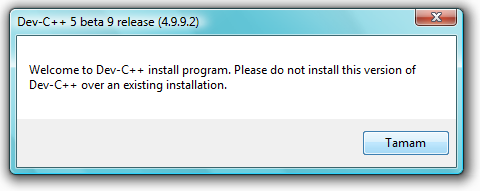 Dev-C++ 5 beta 9 release (4.9.9.2)
Welcome to Dev-C++ install program. Please do not install this version of
Dev-C++ over an existing installation.
Tamam